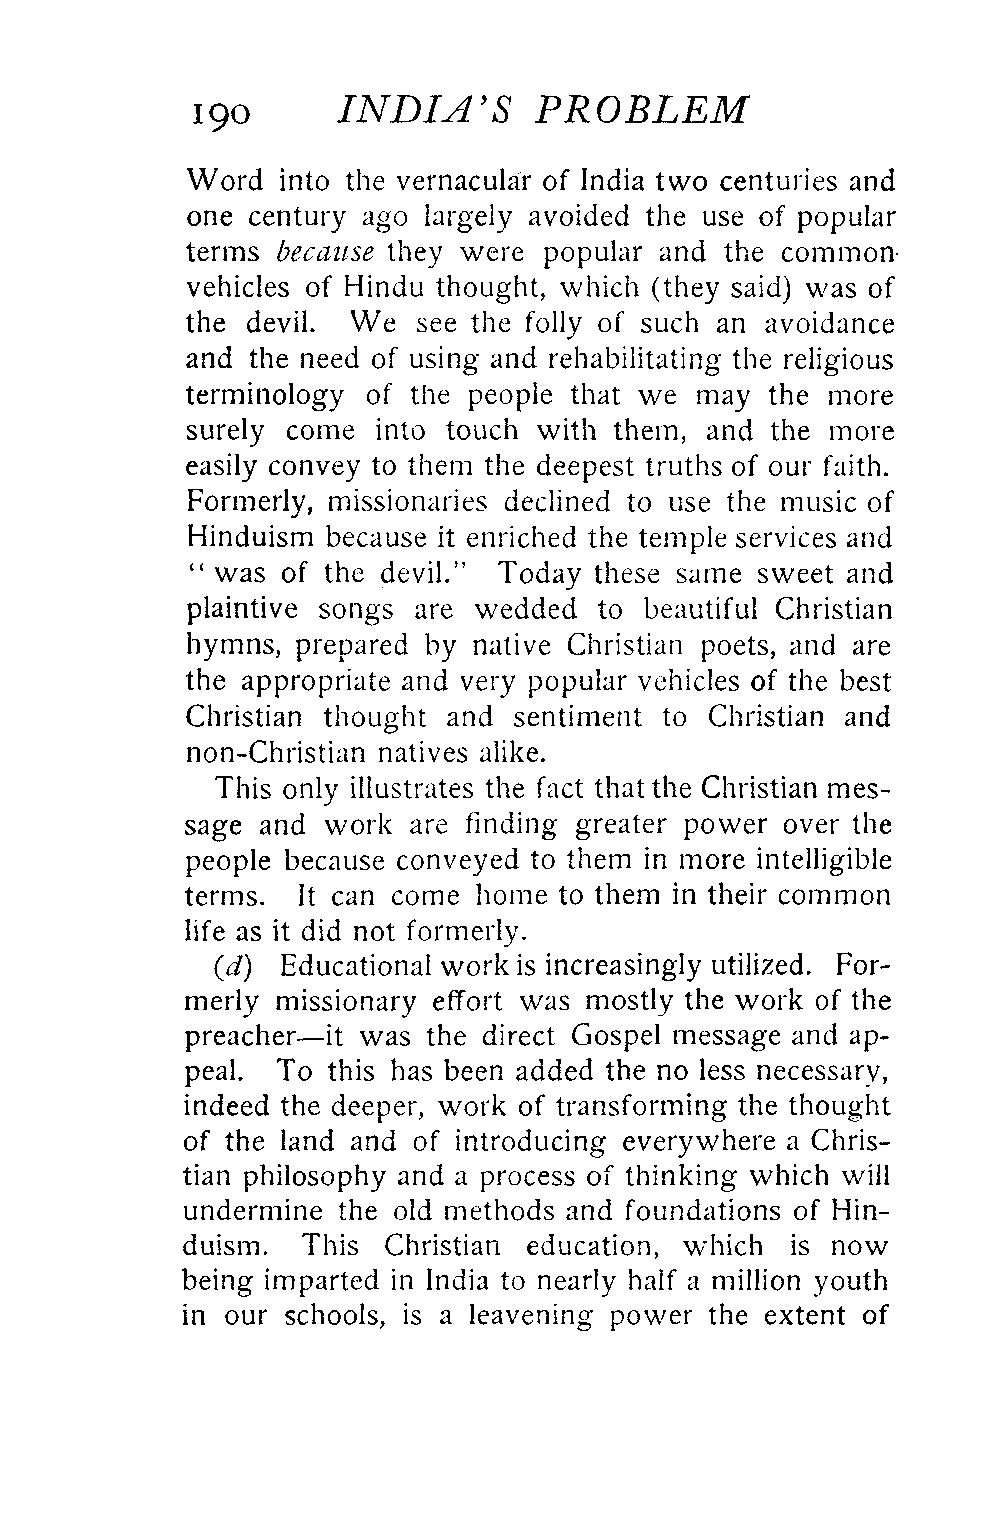 190 INDIA'S PROBLEM
Word into the vernacular of India two centuries and
one century ago largely avoided the use of popular
terms because they were popular and the common
vehicles of Hindu thought, which (they said) was of
the devil. We see the folly of such an avoidance
and the need of using and rehabilitating the religious
terminology of the people that we may the more
surely come into touch with them, and the more
easily convey to them the deepest truths of our faith.
Formerly, missionaries declined to use the music of
Hinduism because it enriched the temple services and
“ was of the devil.” Today these same sweet and
plaintive songs are wedded to beautiful Christian
hymns, prepared by native Christian poets, and are
the appropriate and very popular vehicles of the best
Christian thought and sentiment to Christian and
non-Christian natives alike.
This only illustrates the fact that the Christian mes-
sage and work are finding greater power over the
people because conveyed to them in more intelligible
terms. It can come home to them in their common
life as it did not formerly.
(d) Educational work is increasingly utilized. For-
merly missionary effort was mostly the work of the
preacher—it was the direct Gospel message and ap-
peal. To this has been added the no less necessary,
indeed the deeper, work of transforming the thought
of the land and of introducing everywhere a Chris-
tian philosophy and a process of thinking which will
undermine the old methods and foundations of Hin-
duism. This Christian education, which is now
being imparted in India to nearly half a million youth
in our schools, is a leavening power the extent of